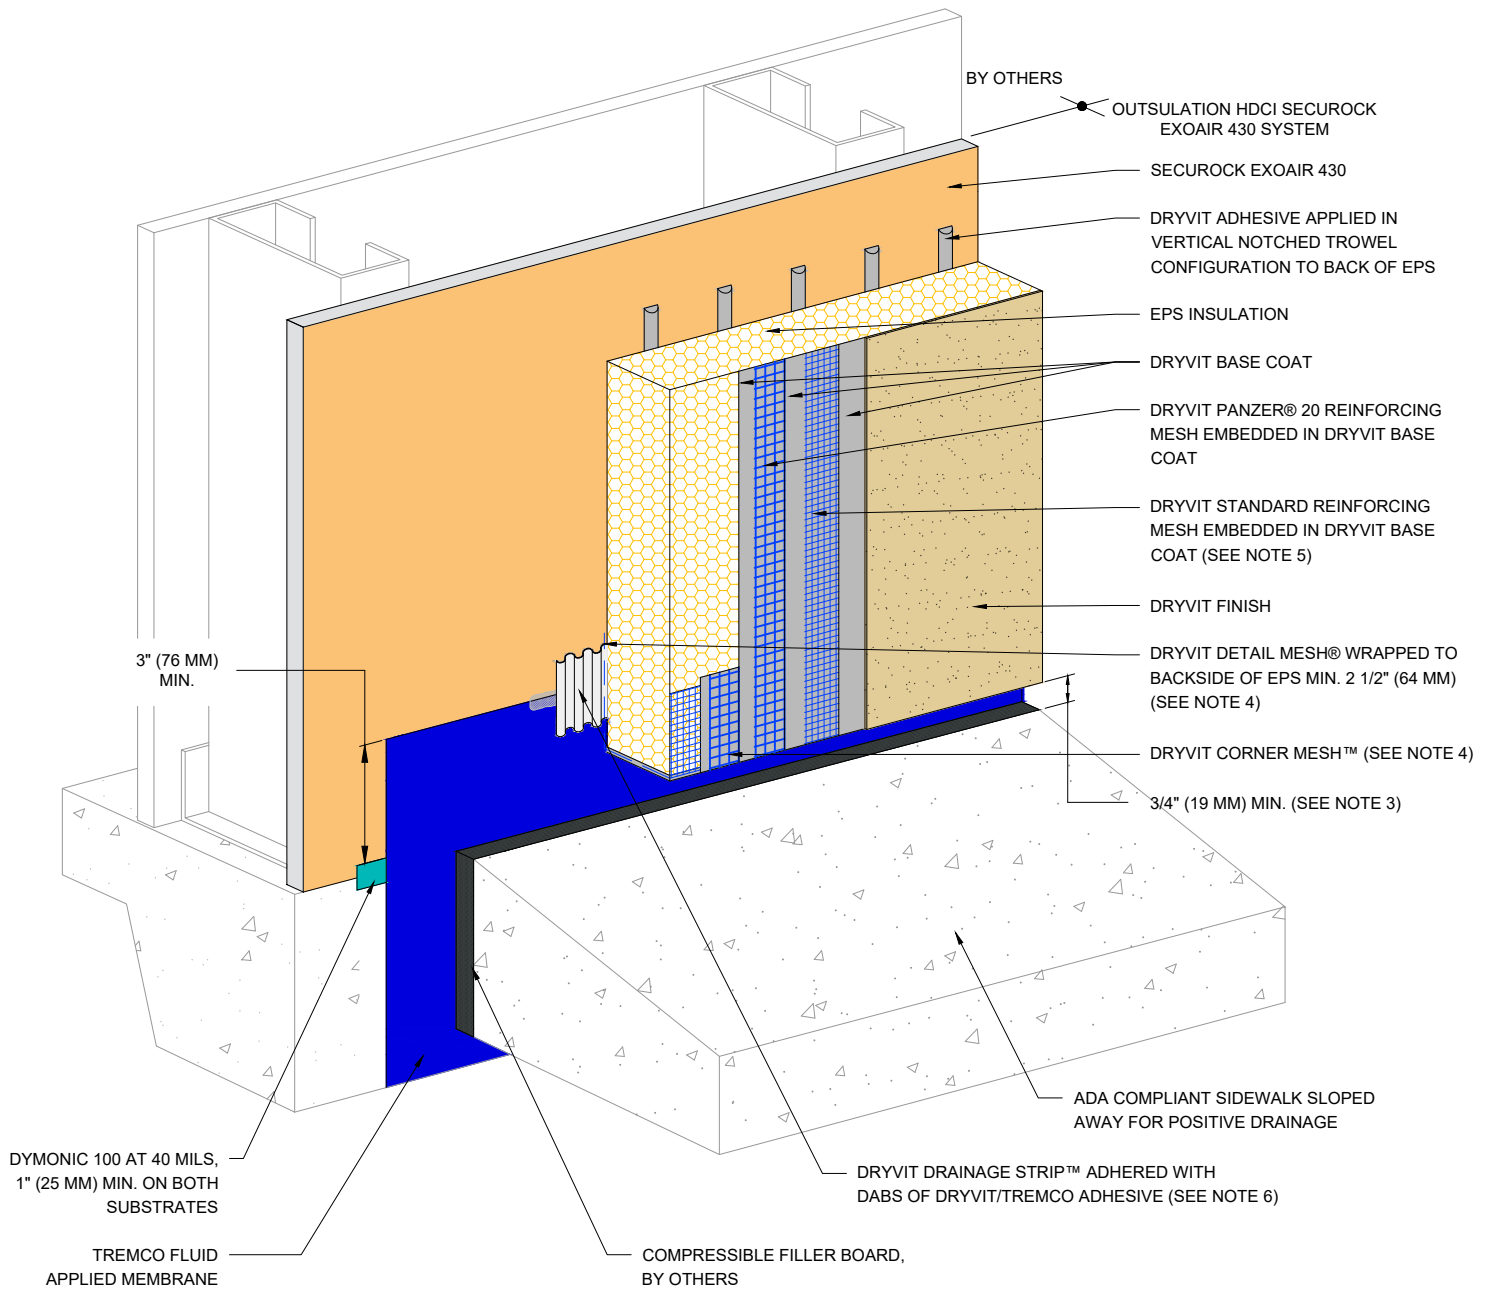 BY OTHERS
OUTSULATION HDCI SECUROCK
EXOAIR 430 SYSTEM
SECUROCK EXOAIR 430
DRYVIT ADHESIVE APPLIED IN
VERTICAL NOTCHED TROWEL
CONFIGURATION TO BACK OF EPS
EPS INSULATION
DRYVIT BASE COAT
DRYVIT PANZER® 20 REINFORCING
MESH EMBEDDED IN DRYVIT BASE
COAT
DRYVIT STANDARD REINFORCING
MESH EMBEDDED IN DRYVIT BASE
COAT (SEE NOTE 5)
DRYVIT FINISH
DRYVIT DETAIL MESH® WRAPPED TO
BACKSIDE OF EPS MIN. 2 1/2" (64 MM)
(SEE NOTE 4)
DRYVIT CORNER MESH™ (SEE NOTE 4)
3/4" (19 MM) MIN. (SEE NOTE 3)
3" (76 MM)
MIN.
ADA COMPLIANT SIDEWALK SLOPED
AWAY FOR POSITIVE DRAINAGE
DRYVIT DRAINAGE STRIP™ ADHERED WITH
DABS OF DRYVIT/TREMCO ADHESIVE (SEE NOTE 6)
COMPRESSIBLE FILLER BOARD,
BY OTHERS
DYMONIC 100 AT 40 MILS,
1" (25 MM) MIN. ON BOTH
SUBSTRATES
TREMCO FLUID
APPLIED MEMBRANE